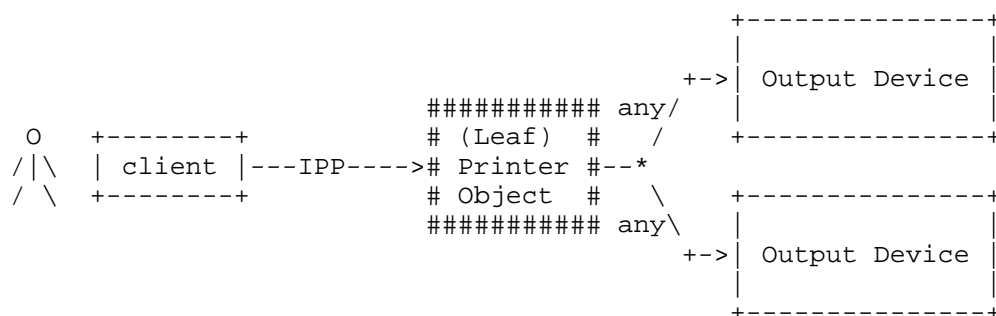 Output Device
any
(Leaf)
client IPP Printer
Object
any
Output Device